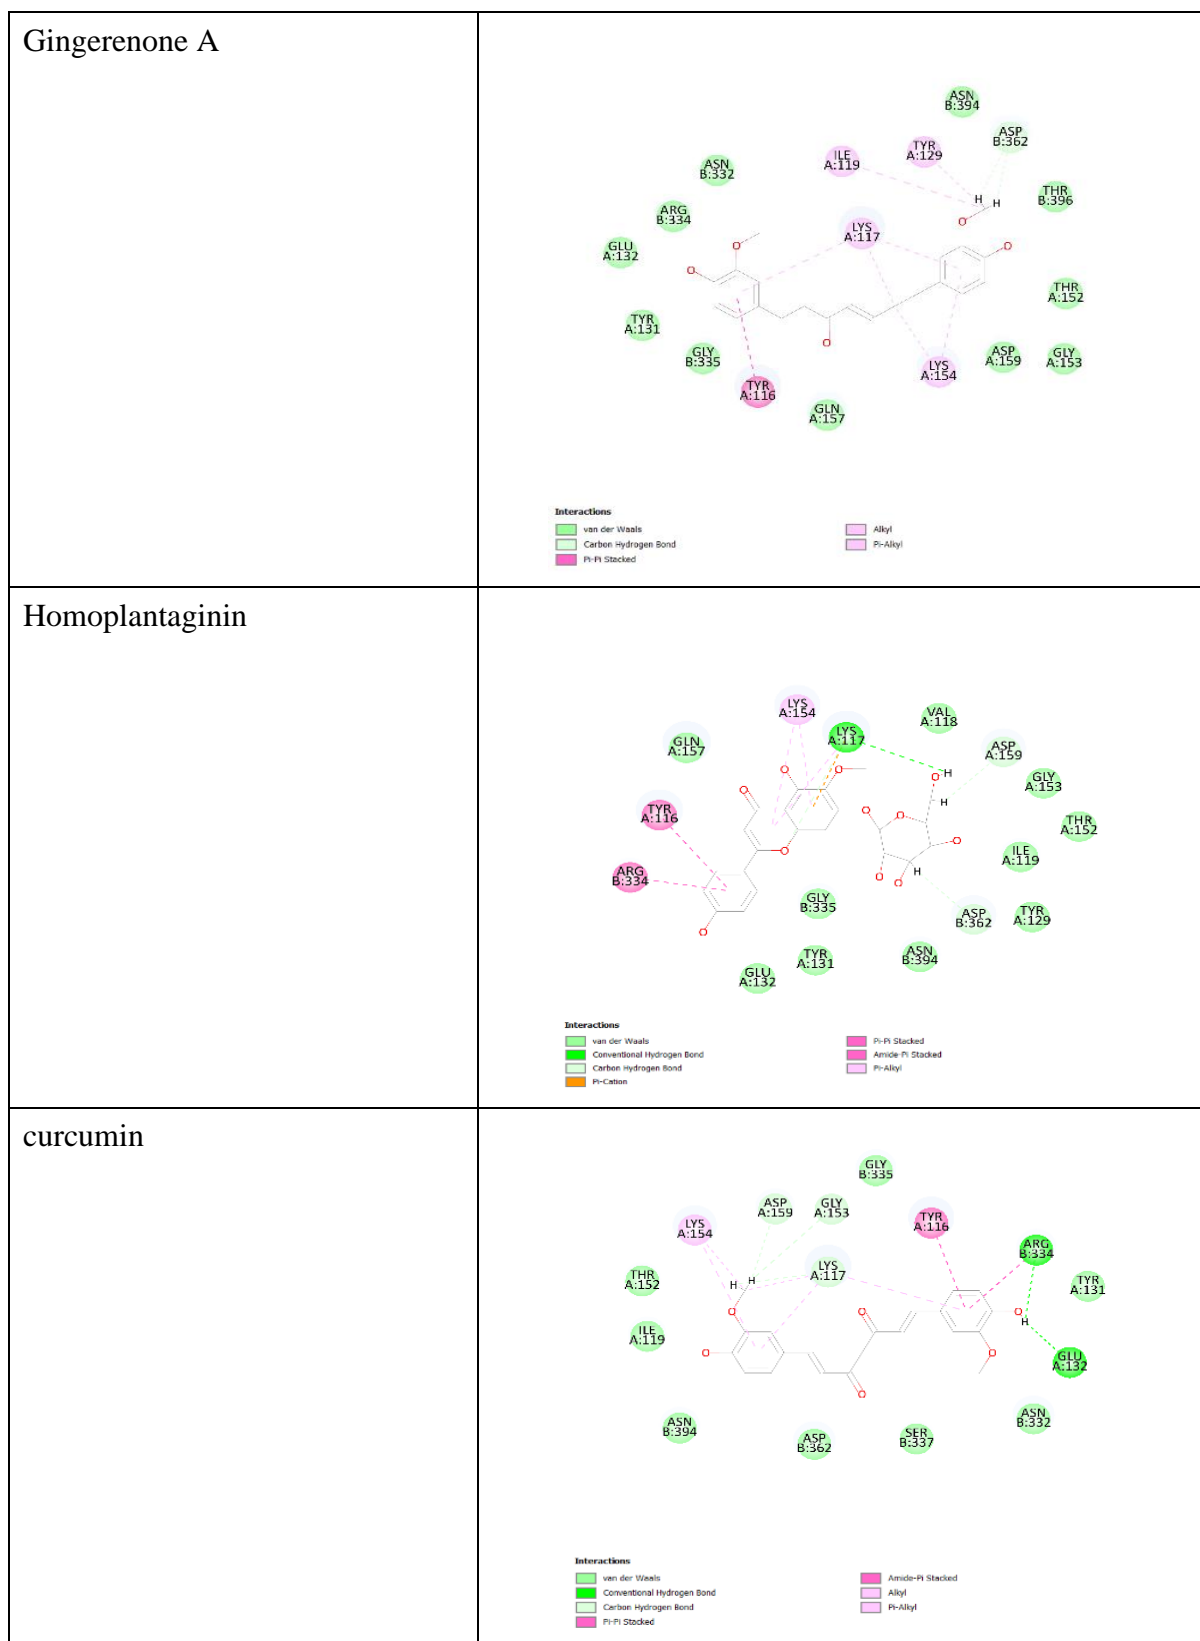 Gingerenone A
ASN
B:394
ASP
B:362
TYR
A:129
ILE
A:119
ASN
B:332
THR
B:396
ARG
B:334
LYS
A:117
GLU
A:132
H
H
O
O
O
O
THR
A:152
TYR
A:131
GLY
B:335
O
ASP
A:159
GLY
A:153
LYS
A:154
TYR
A:116
GLN
A:157
Interactions
van der Waals
Carbon Hydrogen Bond
Pi-Pi Stacked
Alkyl
Pi-Alkyl
Homoplantaginin
LYS
A:154
VAL
A:118
LYS
A:117
GLN
A:157
ASP
A:159
GLY
A:153
O
O
H
O
O
H
TYR
A:116
THR
A:152
O
O
O
O
ILE
A:119
ARG
B:334
H
O
O
GLY
B:335
ASP
B:362
TYR
A:129
O
TYR
A:131
ASN
B:394
GLU
A:132
Interactions
van der Waals
Conventional Hydrogen Bond
Carbon Hydrogen Bond
Pi-Cation
Pi-Pi Stacked
Amide-Pi Stacked
Pi-Alkyl
curcumin
GLY
B:335
ASP
A:159
GLY
A:153
LYS
A:154
TYR
A:116
ARG
B:334
LYS
A:117
THR
A:152
H
H
TYR
A:131
O
O
O
H
ILE
A:119
O
O
O
GLU
A:132
ASN
B:394
ASP
B:362
SER
B:337
ASN
B:332
Interactions
van der Waals
Conventional Hydrogen Bond
Carbon Hydrogen Bond
Pi-Pi Stacked
Amide-Pi Stacked
Alkyl
Pi-Alkyl